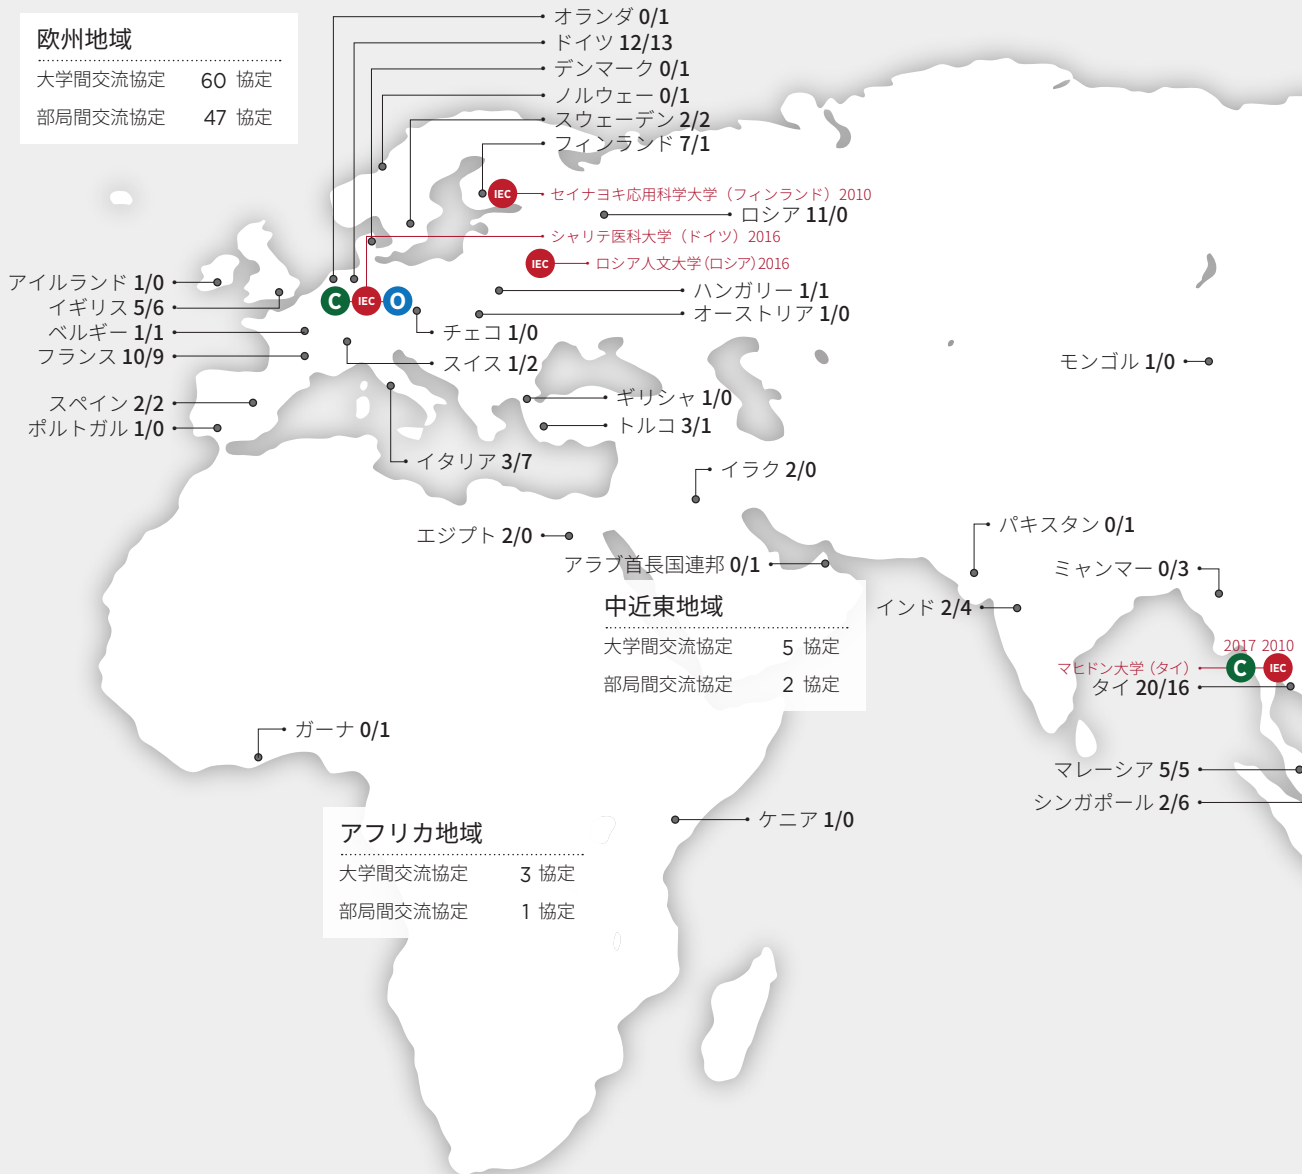 欧州地域
大学間交流協定 60 協定
部局間交流協定 47 協定
オランダ 0/1
ドイツ 12/13
デンマーク 0/1
ノルウェー 0/1
スウェーデン 2/2
フィンランド 7/1
IEC セイナヨキ応用科学大学（フィンランド）2010
ロシア 11/0
シャリテ医科大学（ドイツ）2016
IEC ロシア人文大学（ロシア）2016
アイルランド 1/0
イギリス 5/6
ベルギー 1/1
フランス 10/9
スペイン 2/2
ポルトガル 1/0
C IEC O
ハンガリー 1/1
オーストリア 1/0
チェコ 1/0
スイス 1/2
ギリシャ 1/0
トルコ 3/1
イタリア 3/7
モンゴル 1/0
イラク 2/0
エジプト 2/0
アラブ首長国連邦 0/1
パキスタン 0/1
ミャンマー 0/3
インド 2/4
中近東地域
大学間交流協定 5 協定
部局間交流協定 2 協定
2017 2010
マヒドン大学（タイ） C IEC
タイ 20/16
ガーナ 0/1
マレーシア 5/5
シンガポール 2/6
ケニア 1/0
アフリカ地域
大学間交流協定 3 協定
部局間交流協定 1 協定